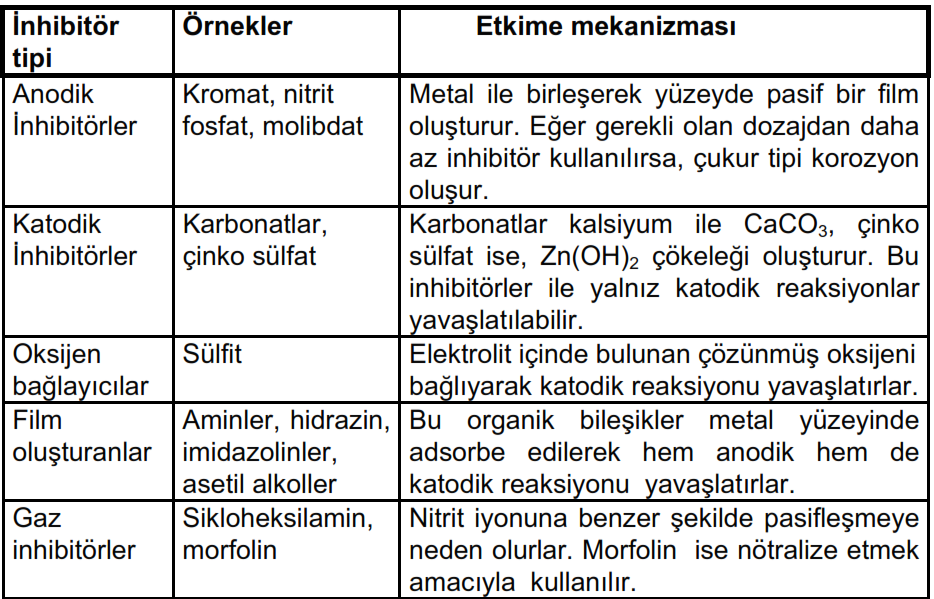 İnhibitör tipi
Örnekler
Etkime mekanizması
Anodik
İnhibitörler
Kromat, nitrit
fosfat, molibdat
Metal ile birleşerek yüzeyde pasif bir film
oluşturur. Eğer gerekli olan dozajdan daha
az inhibitör kullanılırsa, çukur tipi korozyon
oluşur.
Katodik
İnhibitörler
Karbonatlar,
çinko sülfat
Karbonatlar kalsiyum ile CaCO₃, çinko
sülfat ise, Zn(OH)₂ çökeleği oluşturur. Bu
inhibitörler ile yalnız katodik reaksiyonlar
yavaşlatılabilir.
Oksijen
bağlayıcılar
Sülfit
Elektrolit içinde bulunan çözünmüş oksijeni
bağlıyarak katodik reaksiyonu yavaşlatırlar.
Film
oluşturanlar
Aminler, hidrazin,
imidazolinler,
asetil alkoller
Bu organik bileşikler metal yüzeyinde
adsorbe edilerek hem anodik hem de
katodik reaksiyonu yavaşlatırlar.
Gaz
inhibitörler
Sikloheksilamin,
morfolin
Nitrit iyonuna benzer şekilde pasifleşmeye
neden olurlar. Morfolin ise nötralize etmek
amacıyla kullanılır.